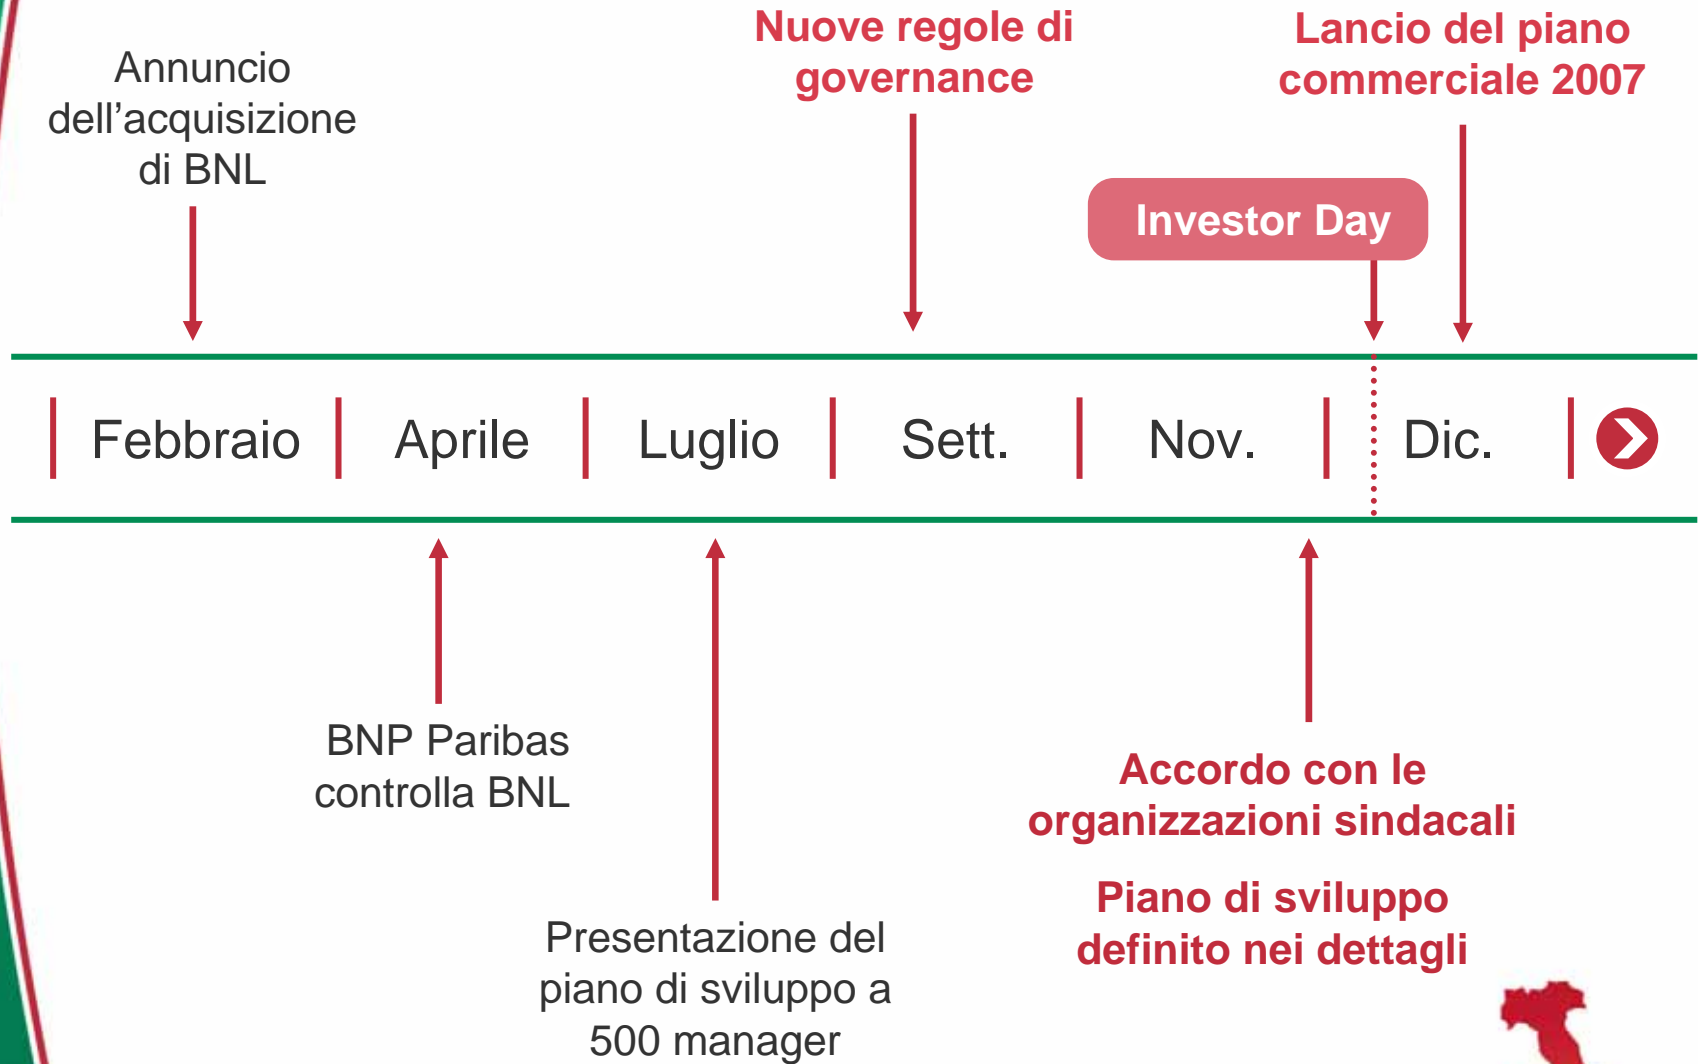 Nuove regole di
governance
Lancio del piano
commerciale 2007
Annuncio
dell’acquisizione
di BNL
Investor Day
Febbraio
Aprile
Luglio
Sett.
Nov.
Dic.
BNP Paribas
controlla BNL
Accordo con le
organizzazioni sindacali
Piano di sviluppo
definito nei dettagli
Presentazione del
piano di sviluppo a
500 manager